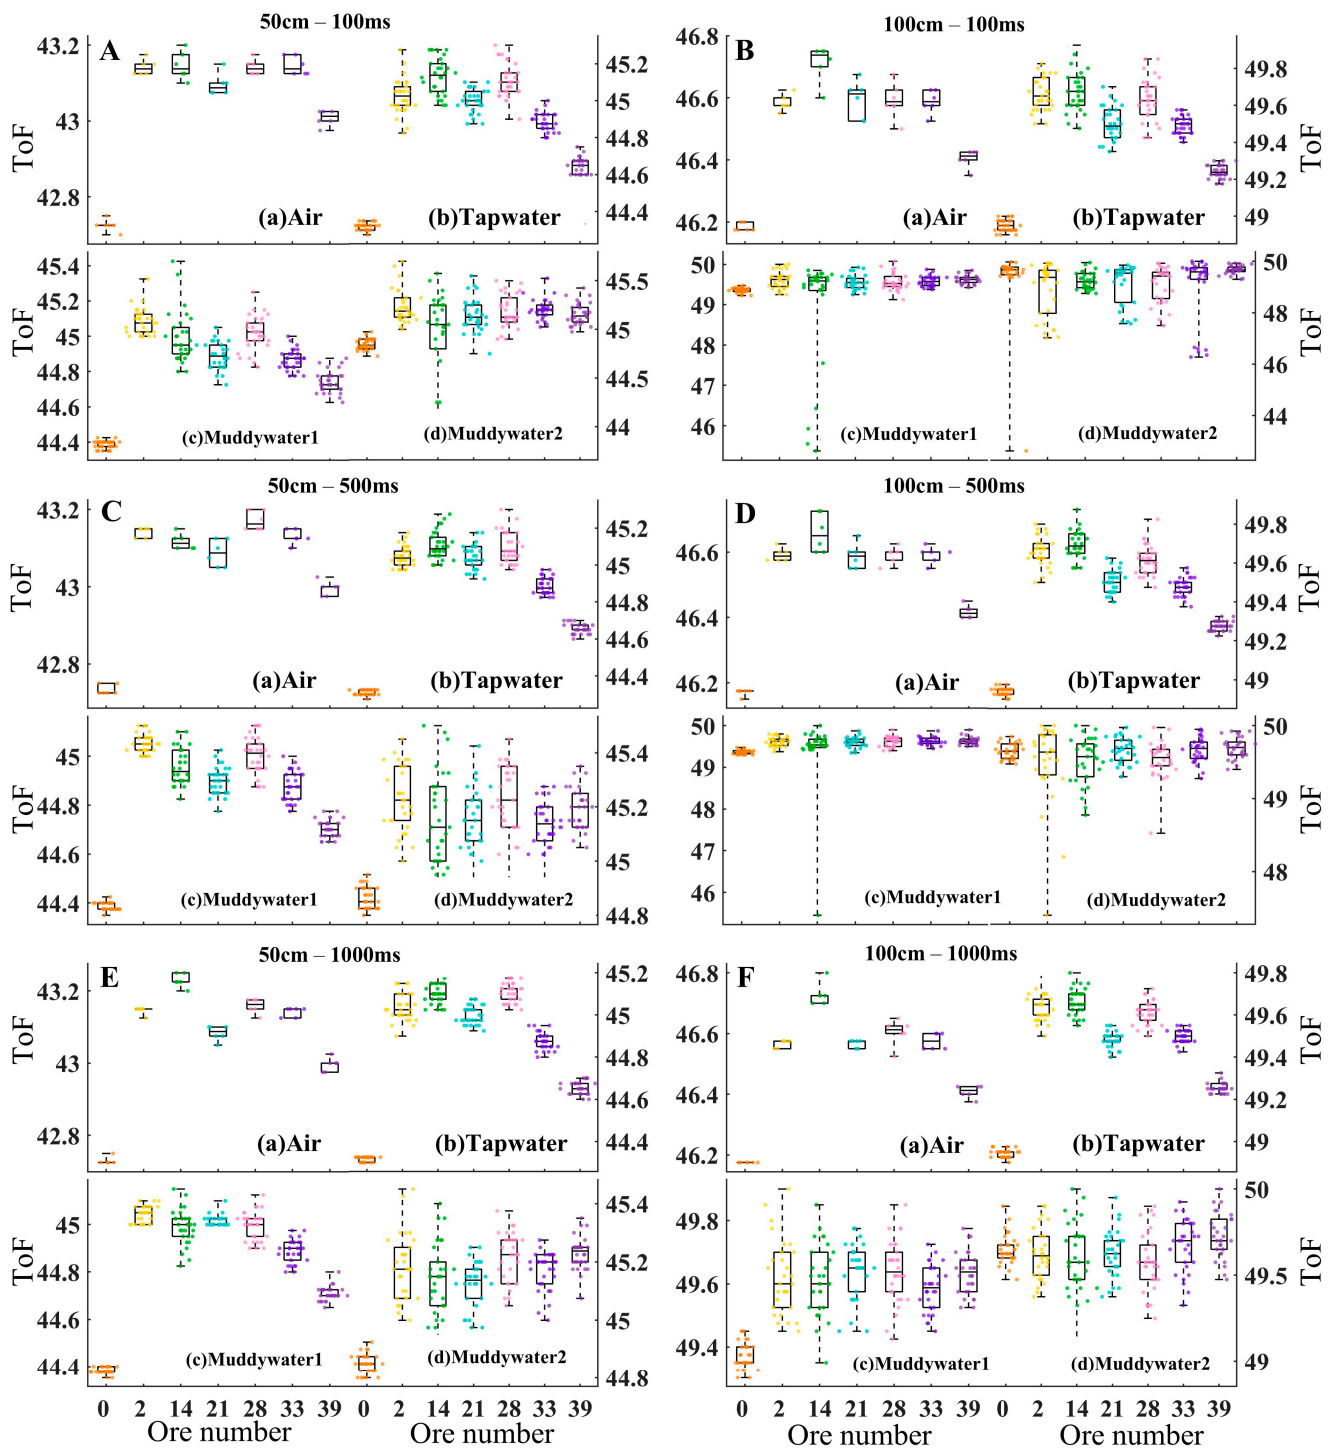 50cm – 100ms
100cm – 100ms
A
43.2
43
42.8
ToF
(a)Air
(b)Tapwater
45.2
45
44.8
44.6
44.4
B
46.8
46.6
46.4
46.2
(a)Air
(b)Tapwater
49.8
49.6
49.4
49.2
49
ToF
45.4
45.2
45
44.8
44.6
44.4
ToF
(c)Muddywater1
(d)Muddywater2
45.5
45
44.5
44
50
49
48
47
46
(c)Muddywater1
(d)Muddywater2
50
48
46
44
ToF
50cm – 500ms
100cm – 500ms
C
43.2
43
42.8
ToF
(a)Air
(b)Tapwater
45.2
45
44.8
44.6
44.4
D
46.6
46.4
46.2
(a)Air
(b)Tapwater
49.8
49.6
49.4
49.2
49
ToF
45
44.8
44.6
44.4
ToF
(c)Muddywater1
(d)Muddywater2
45.4
45.2
45
44.8
50
49
48
47
46
(c)Muddywater1
(d)Muddywater2
50
49
48
ToF
50cm – 1000ms
100cm – 1000ms
E
43.2
43
42.8
ToF
(a)Air
(b)Tapwater
45.2
45
44.8
44.6
44.4
F
46.8
46.6
46.4
46.2
(a)Air
(b)Tapwater
49.8
49.6
49.4
49.2
49
ToF
45
44.8
44.6
44.4
ToF
(c)Muddywater1
(d)Muddywater2
45.4
45.2
45
44.8
49.8
49.6
49.4
(c)Muddywater1
(d)Muddywater2
50
49.5
49
ToF
0 2 14 21 28 33 39 0 2 14 21 28 33 39
0 2 14 21 28 33 39 0 2 14 21 28 33 39
Ore number
Ore number
Ore number
Ore number